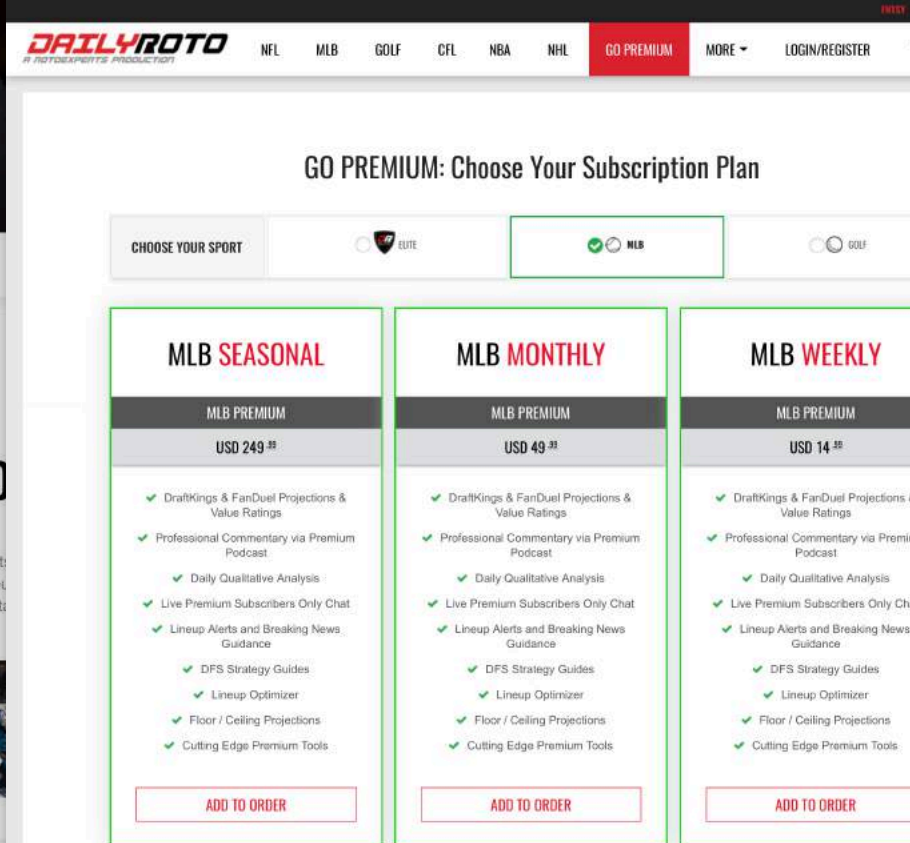 DAILYROTO
A ROTOEXPERTS PRODUCTION
NFL MLB GOLF CFL NBA NHL GO PREMIUM MORE LOGIN/REGISTER
GO PREMIUM: Choose Your Subscription Plan
CHOOSE YOUR SPORT
ELITE
MLB
GOLF
MLB SEASONAL
MLB PREMIUM
USD 249.99
DraftKings & FanDuel Projections &
Value Ratings
Professional Commentary via Premium
Podcast
Daily Qualitative Analysis
Live Premium Subscribers Only Chat
Lineup Alerts and Breaking News
Guidance
DFS Strategy Guides
Lineup Optimizer
Floor / Ceiling Projections
Cutting Edge Premium Tools
ADD TO ORDER
MLB MONTHLY
MLB PREMIUM
USD 49.99
DraftKings & FanDuel Projections &
Value Ratings
Professional Commentary via Premium
Podcast
Daily Qualitative Analysis
Live Premium Subscribers Only Chat
Lineup Alerts and Breaking News
Guidance
DFS Strategy Guides
Lineup Optimizer
Floor / Ceiling Projections
Cutting Edge Premium Tools
ADD TO ORDER
MLB WEEKLY
MLB PREMIUM
USD 14.99
DraftKings & FanDuel Projections
Value Ratings
Professional Commentary via Premi
Podcast
Daily Qualitative Analysis
Live Premium Subscribers Only Ch
Lineup Alerts and Breaking News
Guidance
DFS Strategy Guides
Lineup Optimizer
Floor / Ceiling Projections
Cutting Edge Premium Tools
ADD TO ORDER